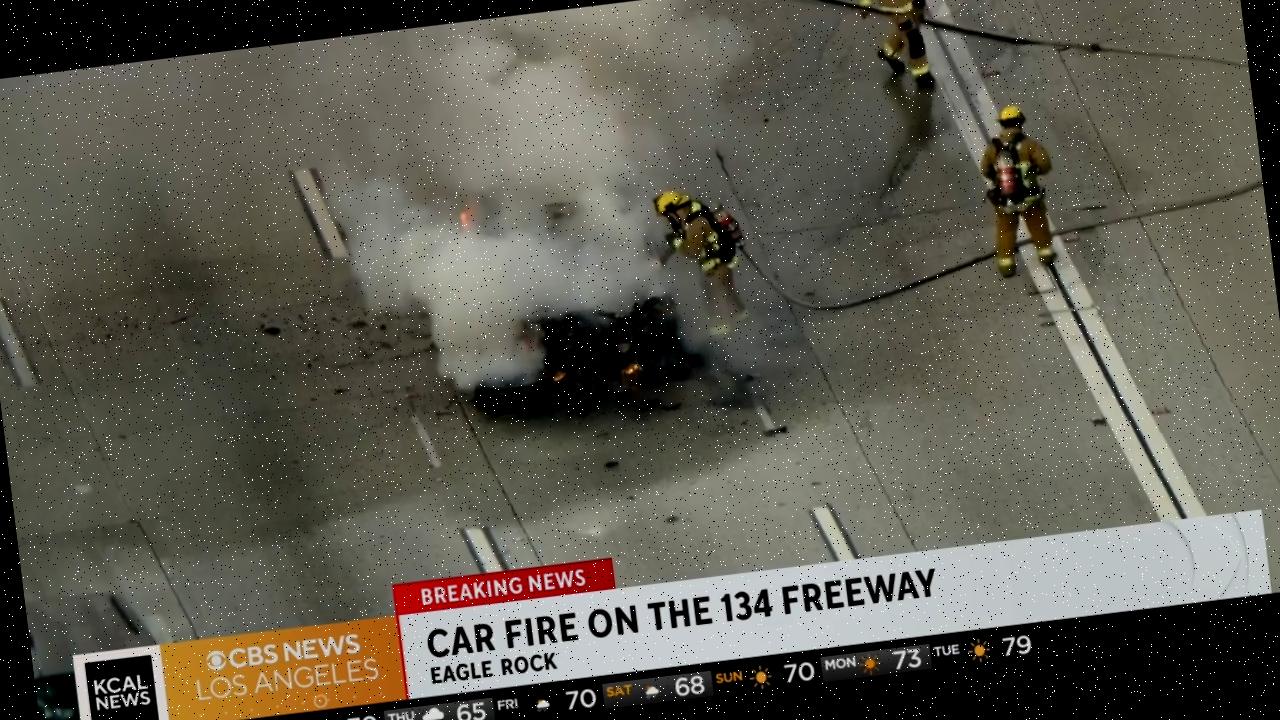 BREAKING NEWS
CAR FIRE ON THE 134 FREEWAY
EAGLE ROCK
CBS NEWS
LOS ANGELES
KCAL
NEWS
THU 65 FRI 70 SAT 68 SUN 70 MON 73 TUE 79